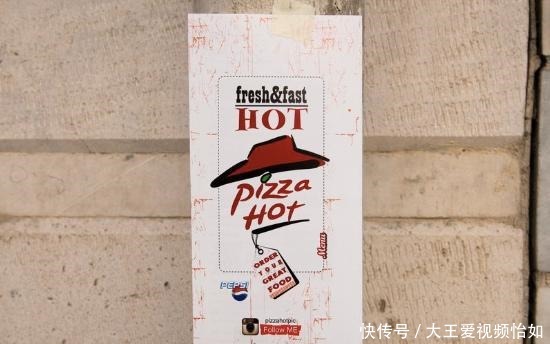 fresh&fast
HOT
pizza
HOT
Menu
ORDER
YOUR
GREAT
FOOD
PEPSI
pizzahotpic
Follow ME
快传号／大王爱视频怡如